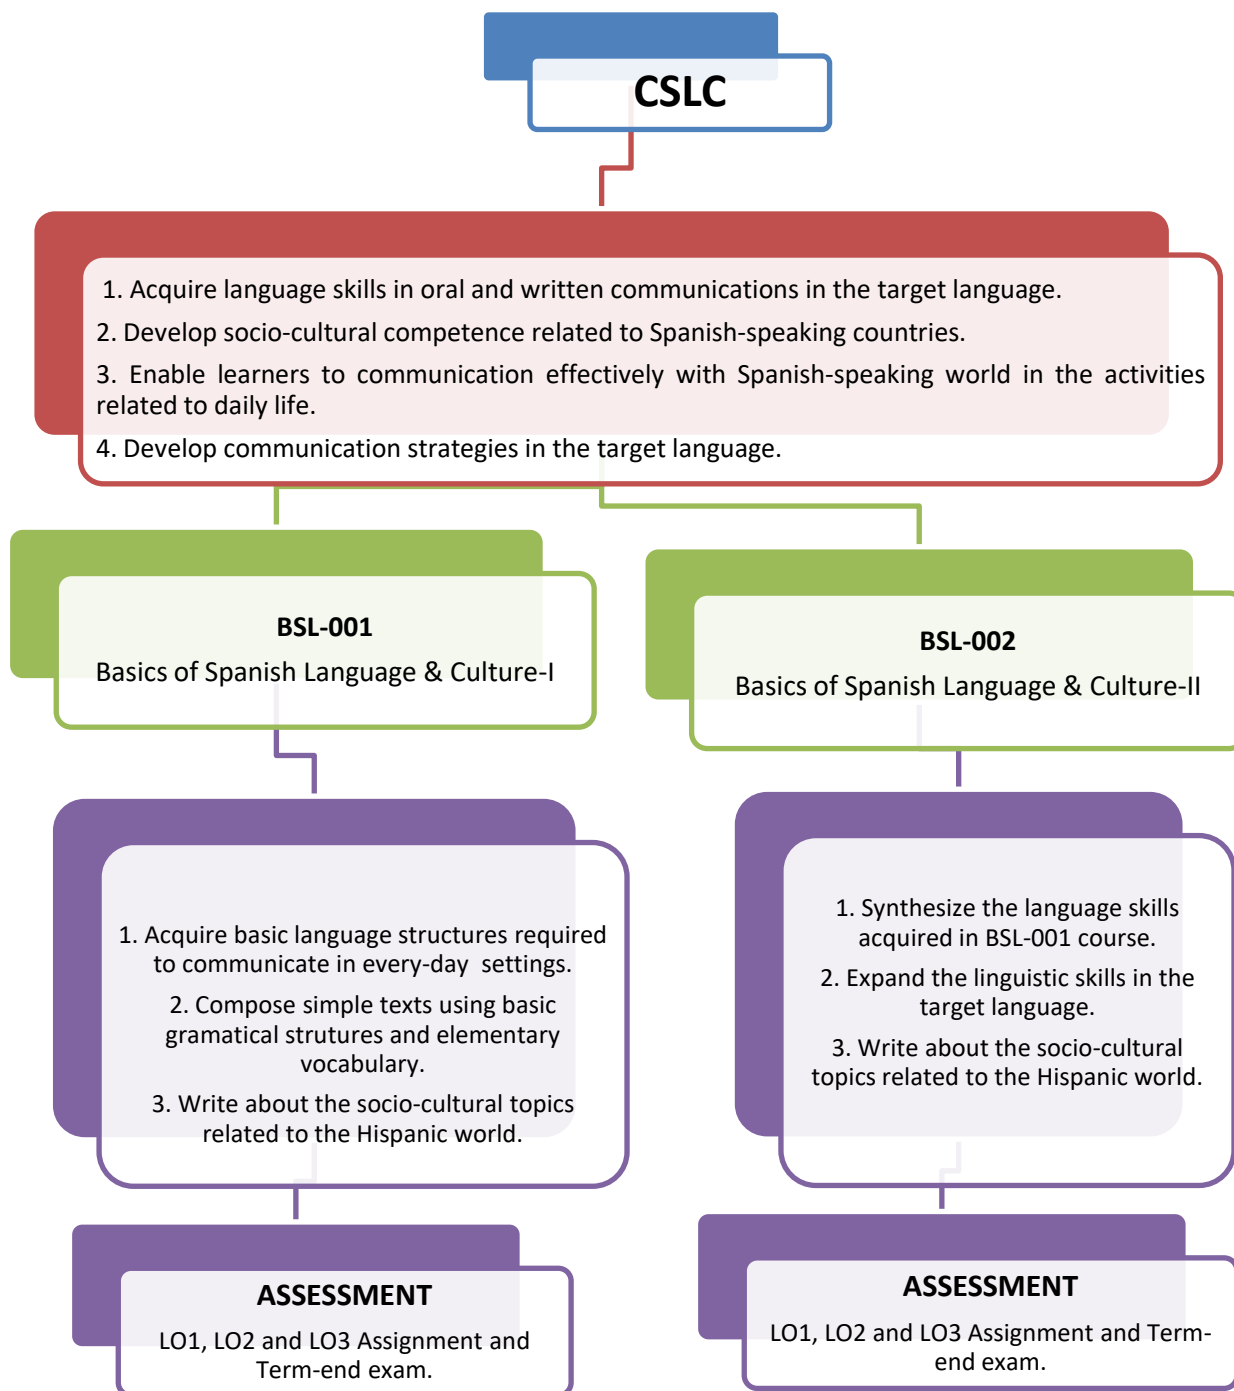 CSLC
1. Acquire language skills in oral and written communications in the target language.
2. Develop socio-cultural competence related to Spanish-speaking countries.
3. Enable learners to communication effectively with Spanish-speaking world in the activities
related to daily life.
4. Develop communication strategies in the target language.
BSL-001
Basics of Spanish Language & Culture-I
BSL-002
Basics of Spanish Language & Culture-II
1. Acquire basic language structures required
to communicate in every-day settings.
2. Compose simple texts using basic
gramatical strutures and elementary
vocabulary.
3. Write about the socio-cultural topics
related to the Hispanic world.
1. Synthesize the language skills
acquired in BSL-001 course.
2. Expand the linguistic skills in the
target language.
3. Write about the socio-cultural
topics related to the Hispanic world.
ASSESSMENT
LO1, LO2 and LO3 Assignment and
Term-end exam.
ASSESSMENT
LO1, LO2 and LO3 Assignment and Term-
end exam.